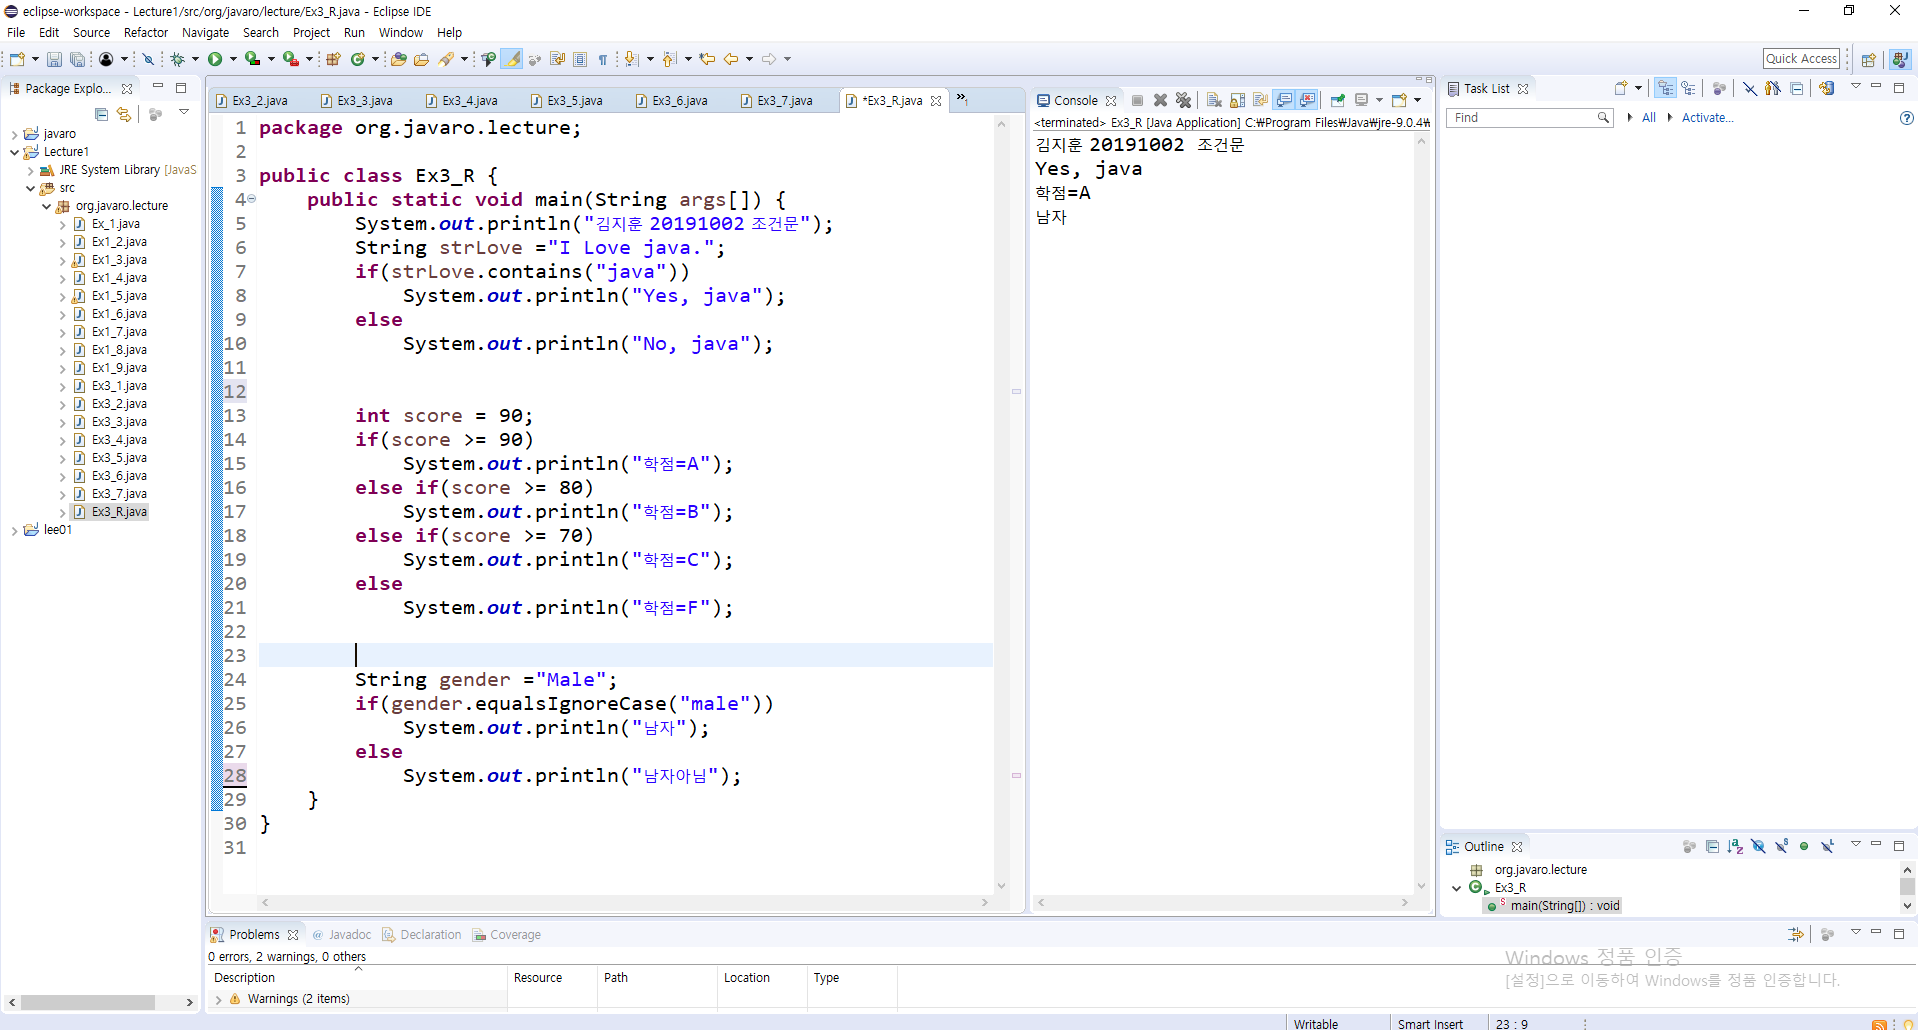 eclipse-workspace - Lecture1/src/org/javaro/lecture/Ex3_R.java - Eclipse IDE
File Edit Source Refactor Navigate Search Project Run Window Help
Quick Access
Package Explo...
javaro
Lecture1
JRE System Library [JavaS
src
org.javaro.lecture
Ex_1.java
Ex1_2.java
Ex1_3.java
Ex1_4.java
Ex1_5.java
Ex1_6.java
Ex1_7.java
Ex1_8.java
Ex1_9.java
Ex3_1.java
Ex3_2.java
Ex3_3.java
Ex3_4.java
Ex3_5.java
Ex3_6.java
Ex3_7.java
Ex3_R.java
lee01
Ex3_2.java Ex3_3.java Ex3_4.java Ex3_5.java Ex3_6.java Ex3_7.java *Ex3_R.java »1
1 package org.javaro.lecture;
2
3 public class Ex3_R {
4 public static void main(String args[]) {
5 System.out.println("김지훈 20191002 조건문");
6 String strLove ="I Love java.";
7 if(strLove.contains("java"))
8 System.out.println("Yes, java");
9 else
10 System.out.println("No, java");
11
12
13 int score = 90;
14 if(score >= 90)
15 System.out.println("학점=A");
16 else if(score >= 80)
17 System.out.println("학점=B");
18 else if(score >= 70)
19 System.out.println("학점=C");
20 else
21 System.out.println("학점=F");
22
23
24 String gender ="Male";
25 if(gender.equalsIgnoreCase("male"))
26 System.out.println("남자");
27 else
28 System.out.println("남자아님");
29 }
30 }
31
Console
<terminated> Ex3_R [Java Application] C:₩Program Files₩Java₩jre-9.0.4₩
김지훈 20191002 조건문
Yes, java
학점=A
남자
Task List
Find All Activate...
Outline
org.javaro.lecture
Ex3_R
main(String[]) : void
Problems Javadoc Declaration Coverage
0 errors, 2 warnings, 0 others
Description Resource Path Location Type
Warnings (2 items)
Windows 정품 인증
[설정]으로 이동하여 Windows를 정품 인증합니다.
Writable Smart Insert 23 : 9